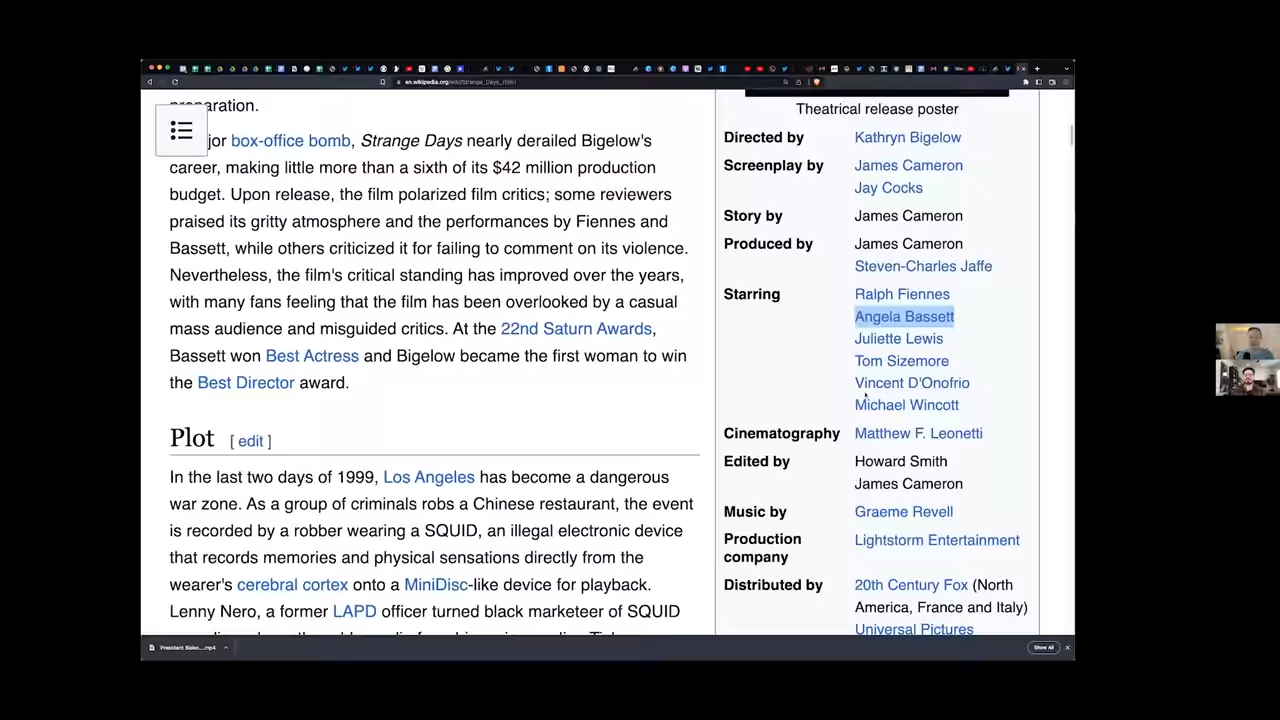 en.wikipedia.org/wiki/Strange_Days_(film)
preparation.
jor box-office bomb, Strange Days nearly derailed Bigelow's
career, making little more than a sixth of its $42 million production
budget. Upon release, the film polarized film critics; some reviewers
praised its gritty atmosphere and the performances by Fiennes and
Bassett, while others criticized it for failing to comment on its violence.
Nevertheless, the film's critical standing has improved over the years,
with many fans feeling that the film has been overlooked by a casual
mass audience and misguided critics. At the 22nd Saturn Awards,
Bassett won Best Actress and Bigelow became the first woman to win
the Best Director award.
Plot [ edit ]
In the last two days of 1999, Los Angeles has become a dangerous
war zone. As a group of criminals robs a Chinese restaurant, the event
is recorded by a robber wearing a SQUID, an illegal electronic device
that records memories and physical sensations directly from the
wearer's cerebral cortex onto a MiniDisc-like device for playback.
Lenny Nero, a former LAPD officer turned black marketeer of SQUID
Theatrical release poster
Directed by Kathryn Bigelow
Screenplay by James Cameron
Jay Cocks
Story by James Cameron
Produced by James Cameron
Steven-Charles Jaffe
Starring Ralph Fiennes
Angela Bassett
Juliette Lewis
Tom Sizemore
Vincent D'Onofrio
Michael Wincott
Cinematography Matthew F. Leonetti
Edited by Howard Smith
James Cameron
Music by Graeme Revell
Production Lightstorm Entertainment
company
Distributed by 20th Century Fox (North
America, France and Italy)
Universal Pictures
President Biden....mp4
Show All